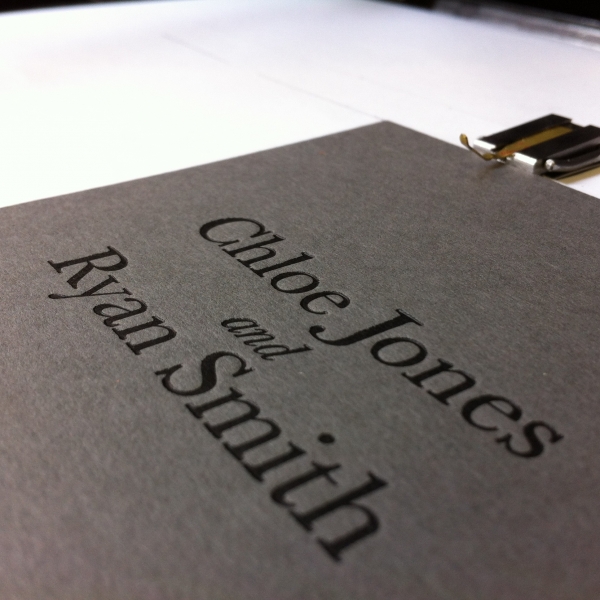 Chloe Jones
and
Ryan Smith